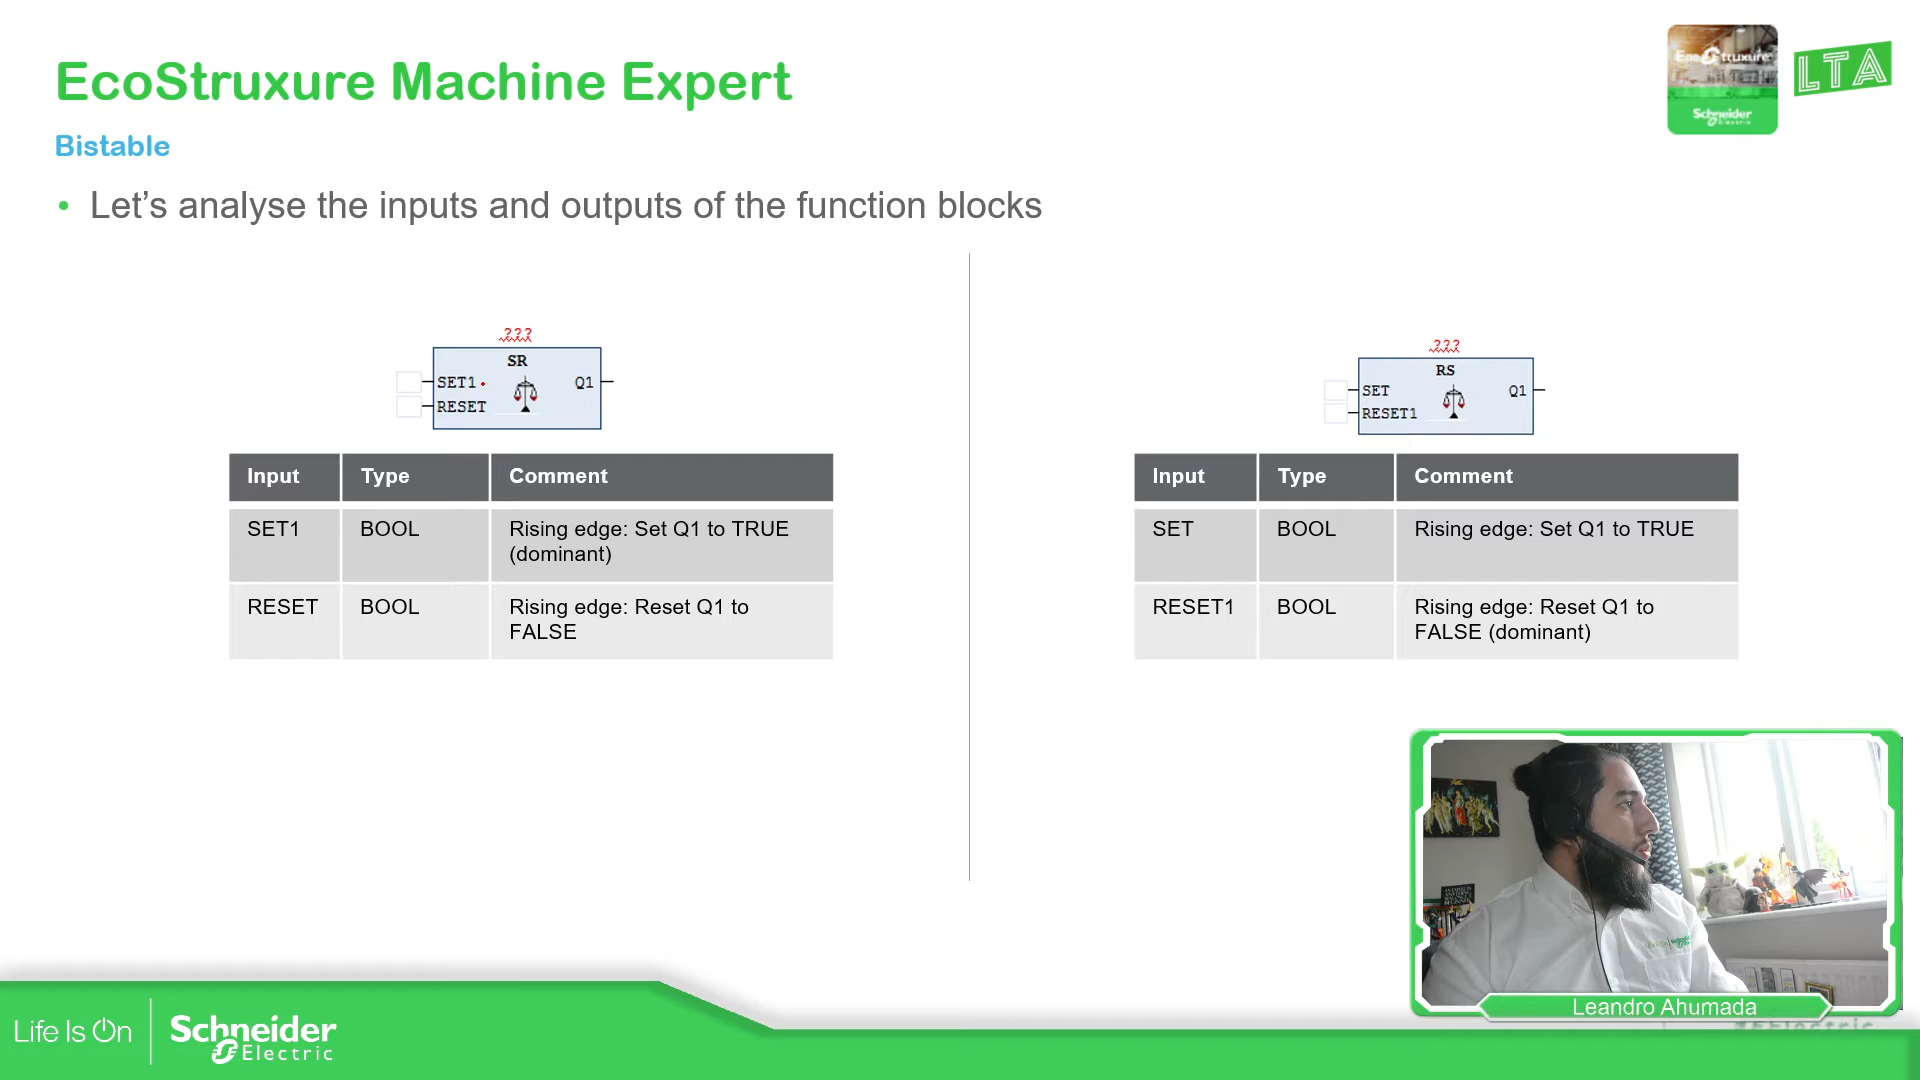 EcoStruxure Machine Expert
Bistable
• Let’s analyse the inputs and outputs of the function blocks
EcoStruxure
Schneider
Electric
LTA
???
SR
SET1
RESET
Q1
Input Type Comment
SET1 BOOL Rising edge: Set Q1 to TRUE
(dominant)
RESET BOOL Rising edge: Reset Q1 to
FALSE
???
RS
SET
RESET1
Q1
Input Type Comment
SET BOOL Rising edge: Set Q1 to TRUE
RESET1 BOOL Rising edge: Reset Q1 to
FALSE (dominant)
Leandro Ahumada
Life Is On
Schneider
Electric